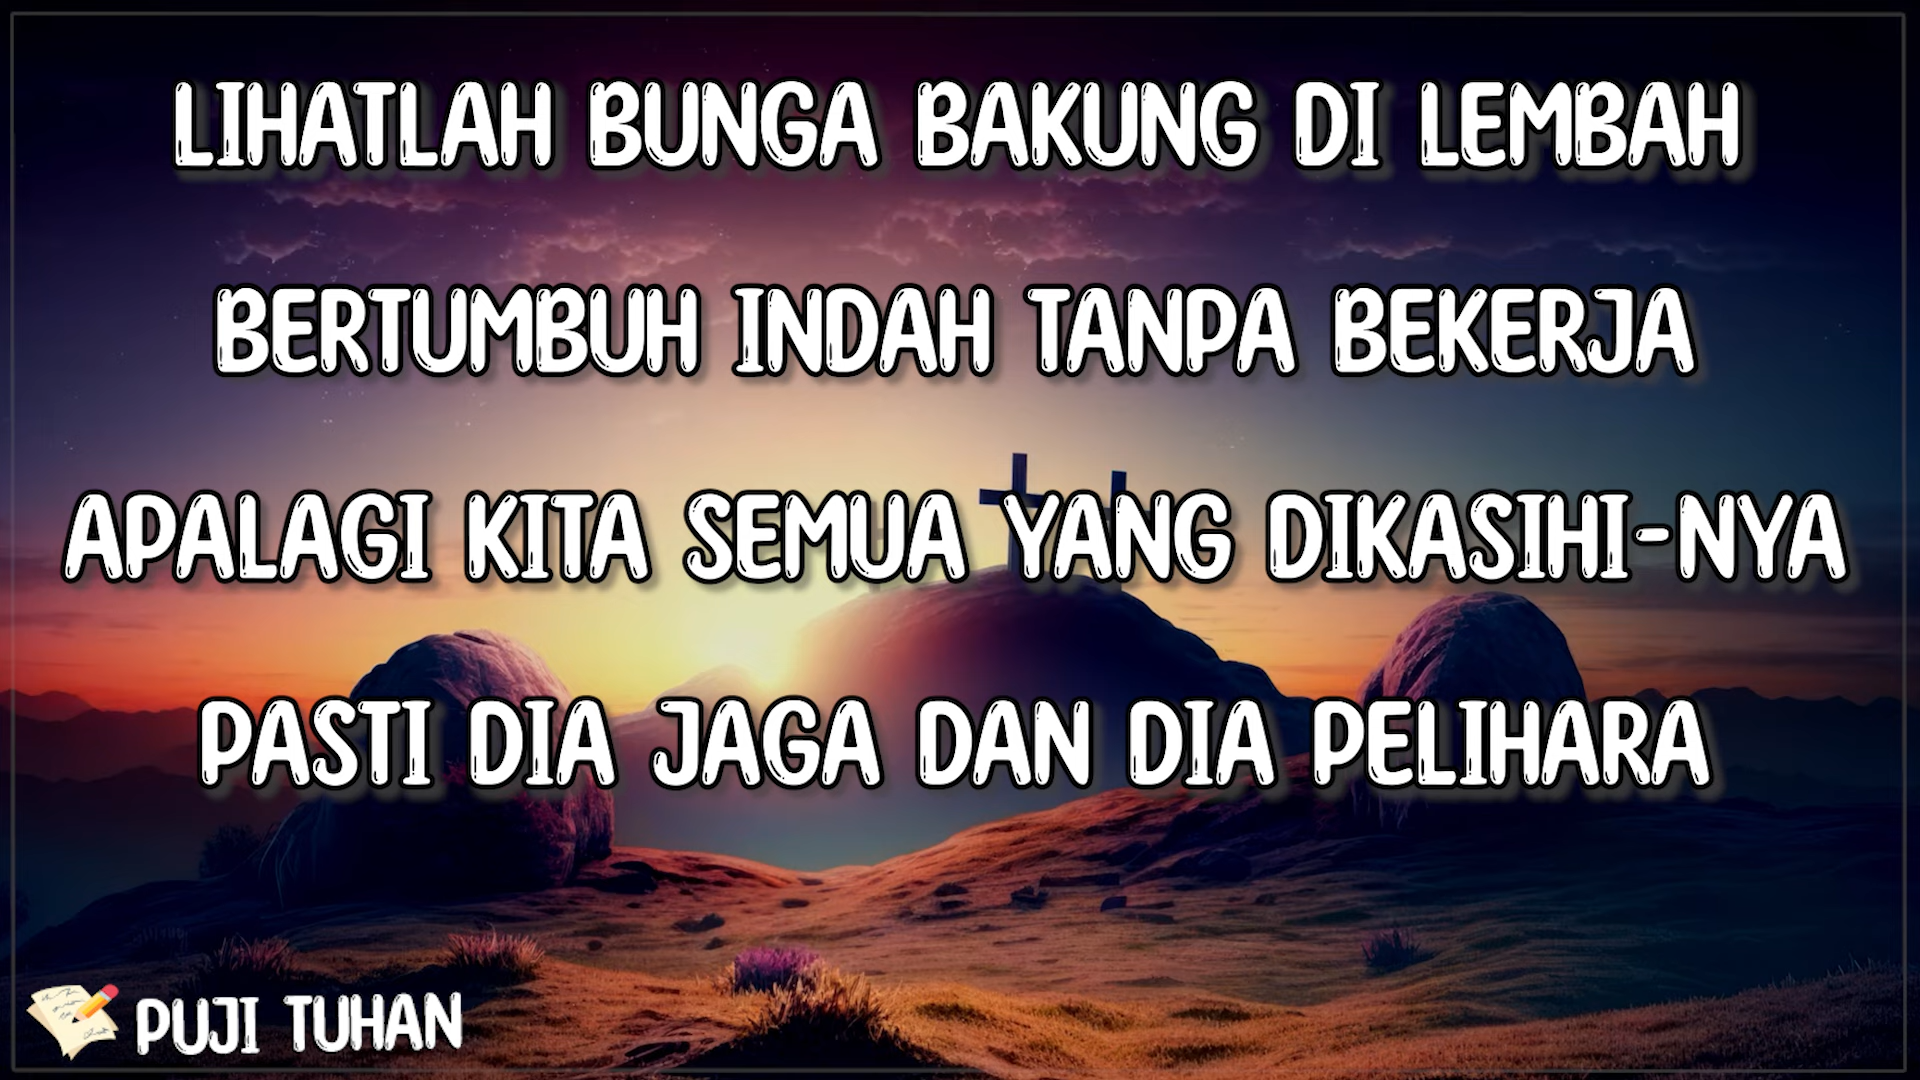 LIHATLAH BUNGA BAKUNG DI LEMBAH
BERTUMBUH INDAH TANPA BEKERJA
APALAGI KITA SEMUA YANG DIKASIHI-NYA
PASTI DIA JAGA DAN DIA PELIHARA
PUJI TUHAN